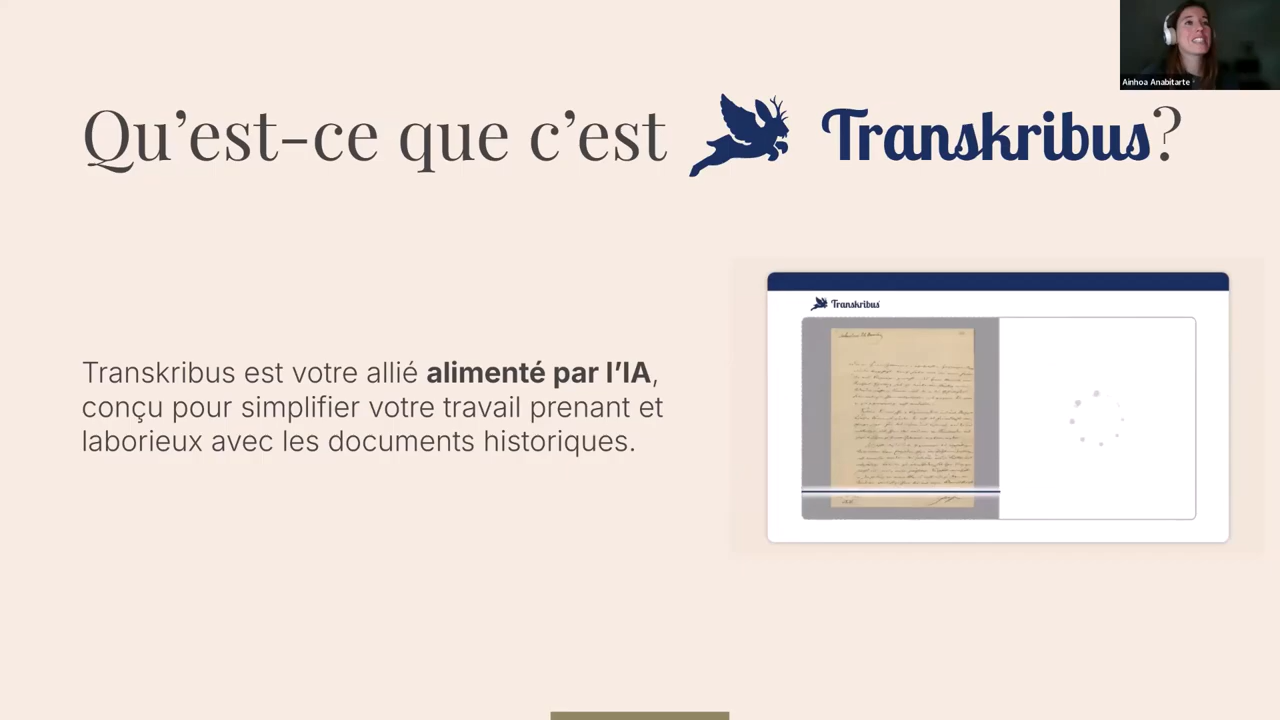 Ainhoa Anabitarte
Qu'est-ce que c'est Transkribus?
Transkribus
Transkribus est votre allié alimenté par l'IA,
conçu pour simplifier votre travail prenant et
laborieux avec les documents historiques.